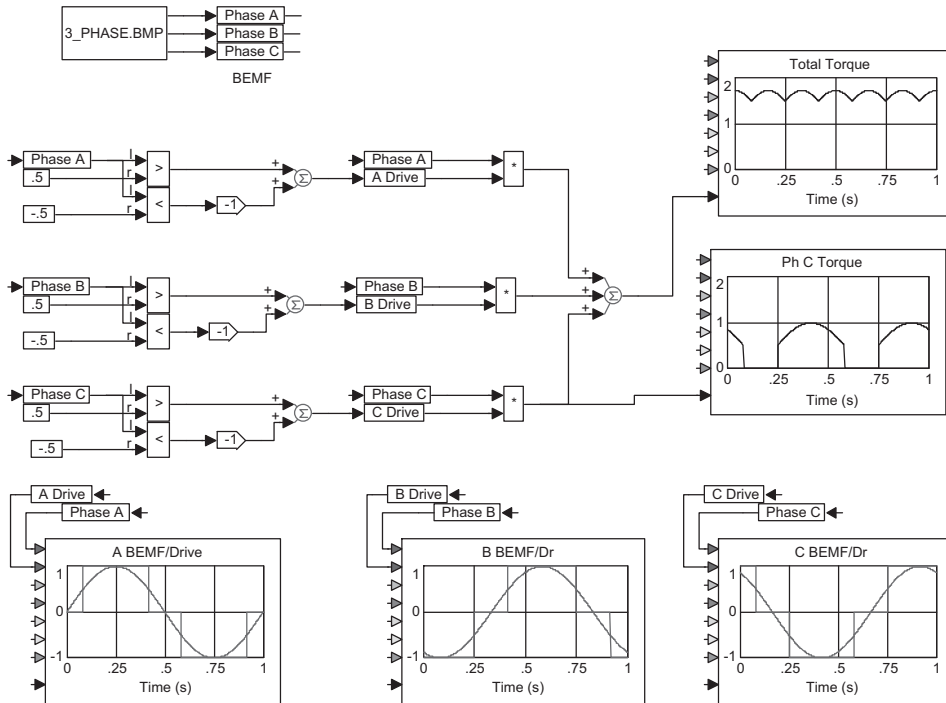 3_PHASE.BMP
Phase A
Phase B
Phase C
BEMF
Total Torque
2
1
0
0 .25 .5 .75 1
Time (s)
Phase A
.5
-.5
l
r
l
r
>
<
-1
+
+
Σ
Phase A
A Drive
*
Phase B
.5
-.5
l
r
l
r
>
<
-1
+
+
Σ
Phase B
B Drive
*
+
+
+
Σ
Ph C Torque
2
1
0
0 .25 .5 .75 1
Time (s)
Phase C
.5
-.5
l
r
l
r
>
<
-1
+
+
Σ
Phase C
C Drive
*
A Drive
Phase A
A BEMF/Drive
1
0
-1
0 .25 .5 .75 1
Time (s)
B Drive
Phase B
B BEMF/Dr
1
0
-1
0 .25 .5 .75 1
Time (s)
C Drive
Phase C
C BEMF/Dr
1
0
-1
0 .25 .5 .75 1
Time (s)